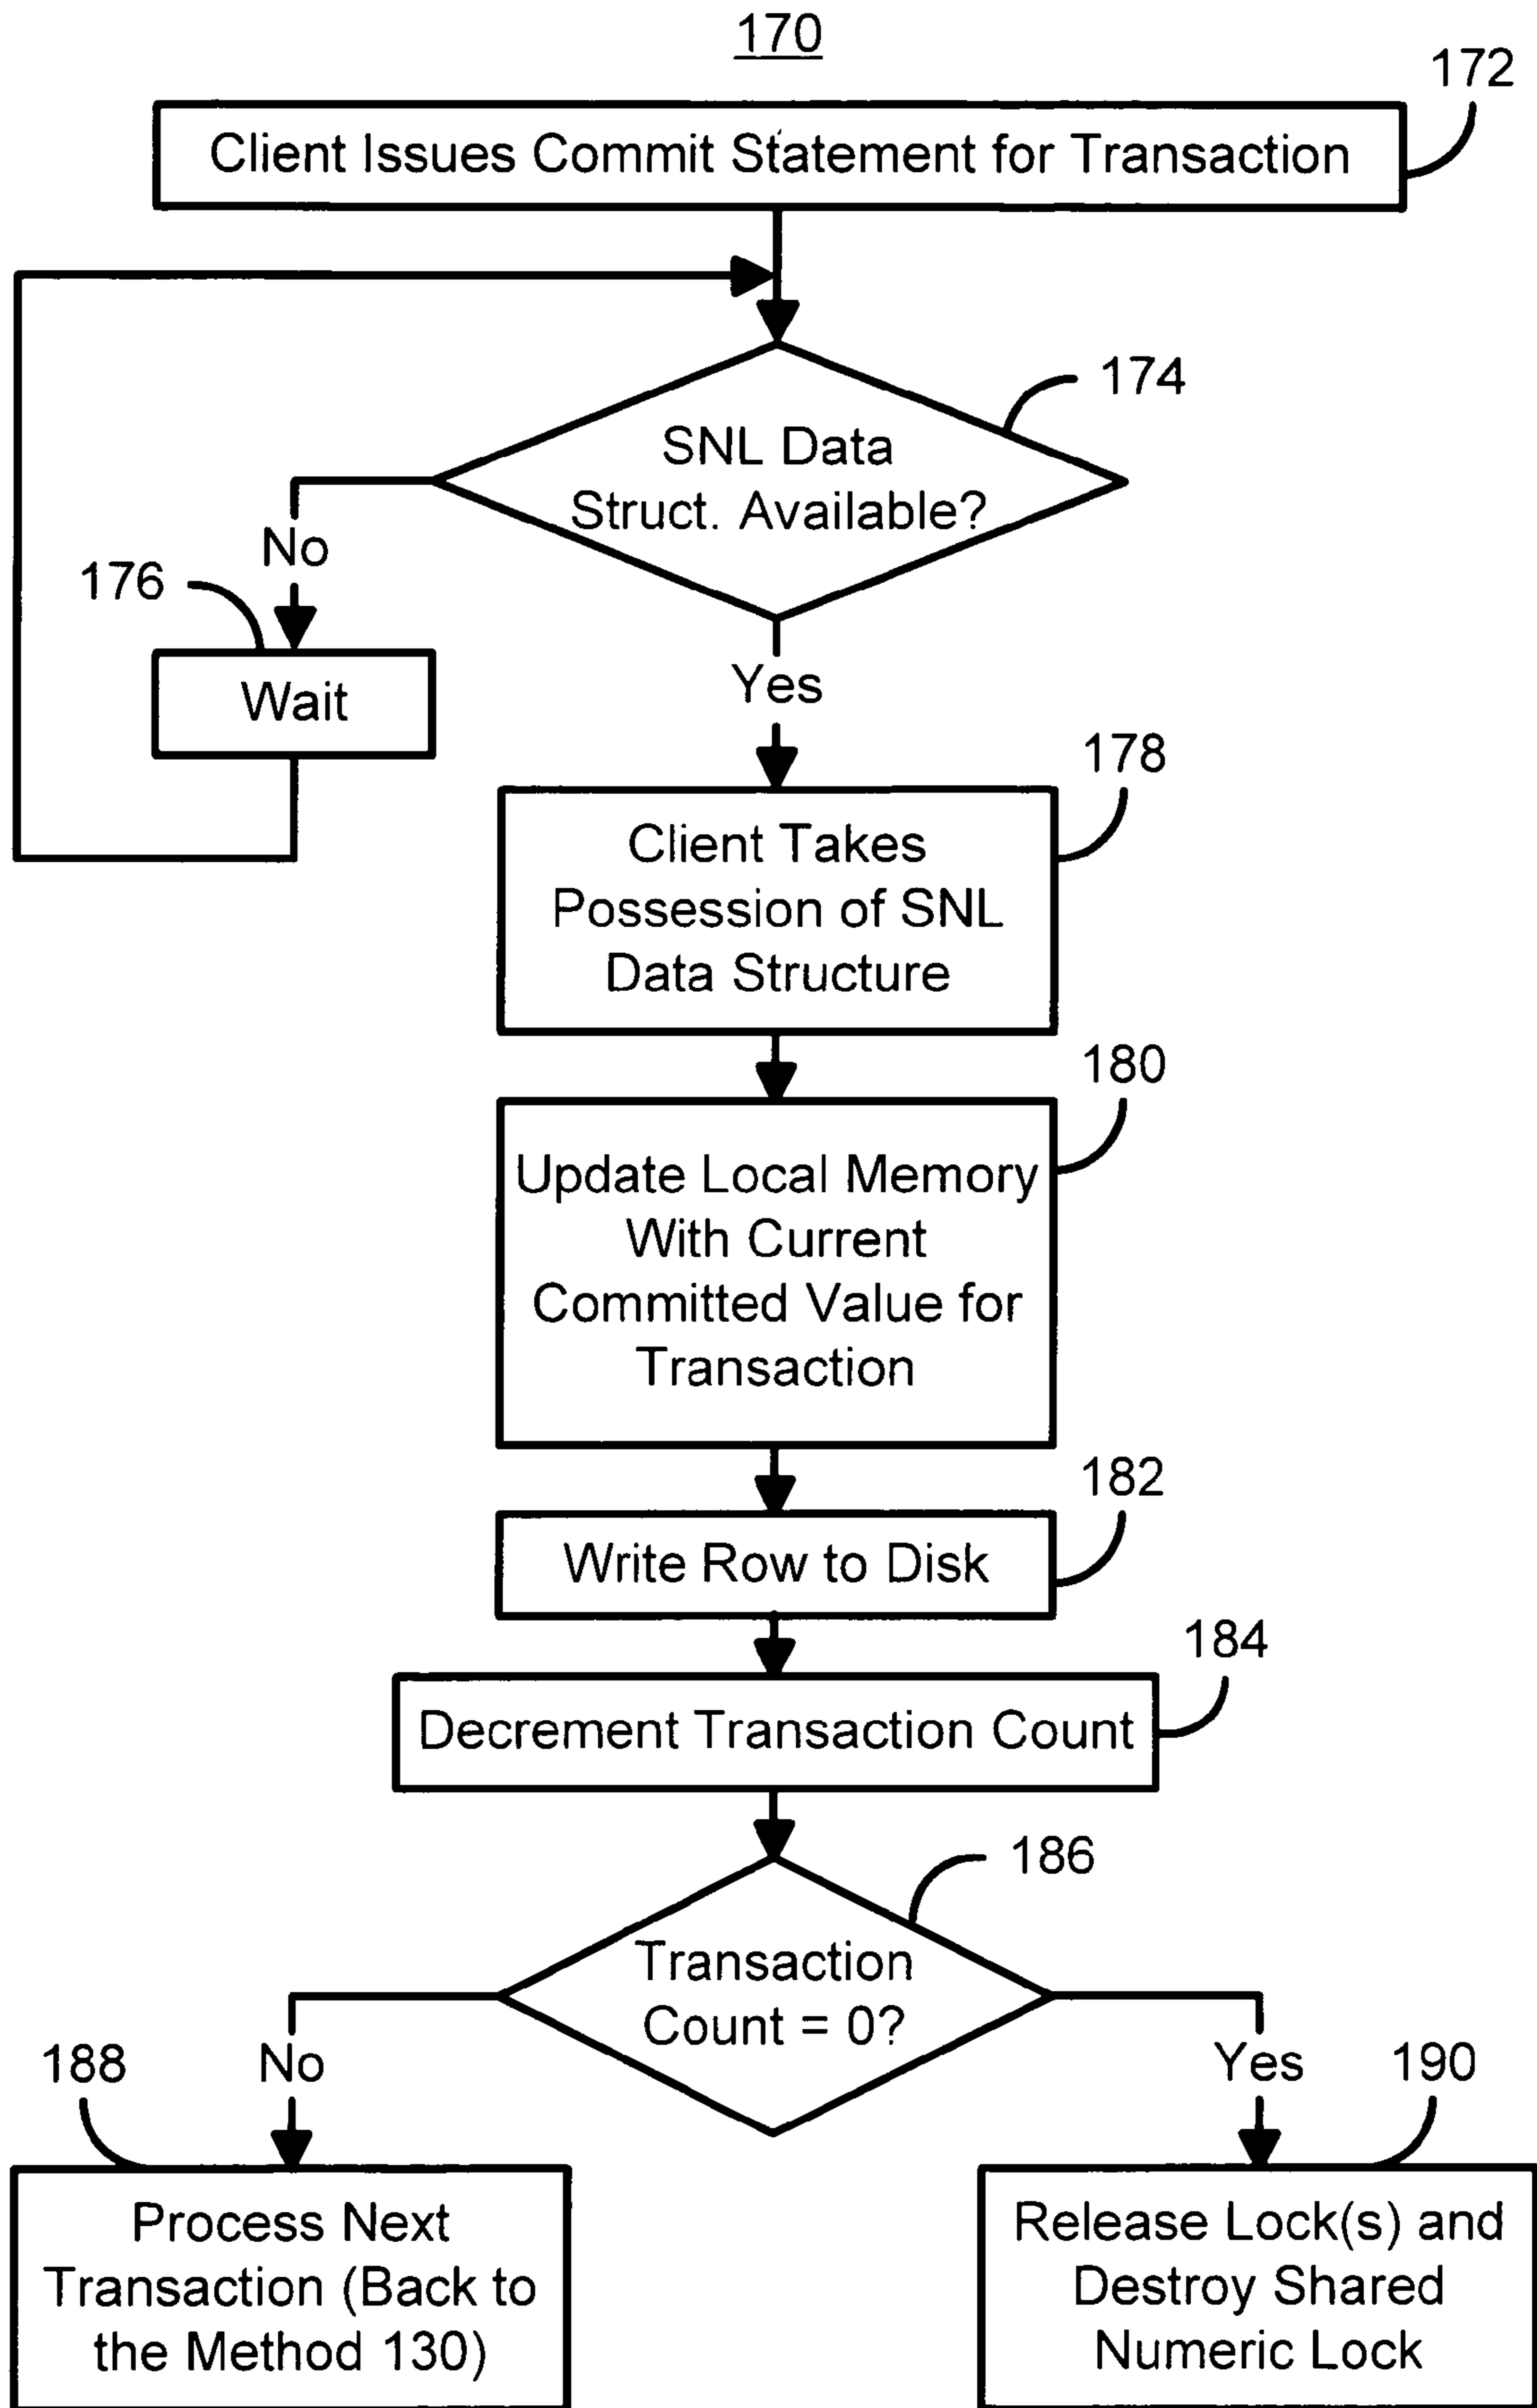 170
172
Client Issues Commit Statement for Transaction
174
SNL Data
Struct. Available?
No
176
Wait
Yes
178
Client Takes
Possession of SNL
Data Structure
180
Update Local Memory
With Current
Committed Value for
Transaction
182
Write Row to Disk
184
Decrement Transaction Count
186
Transaction
Count = 0?
188
No
Yes
190
Process Next
Transaction (Back to
the Method 130)
Release Lock(s) and
Destroy Shared
Numeric Lock